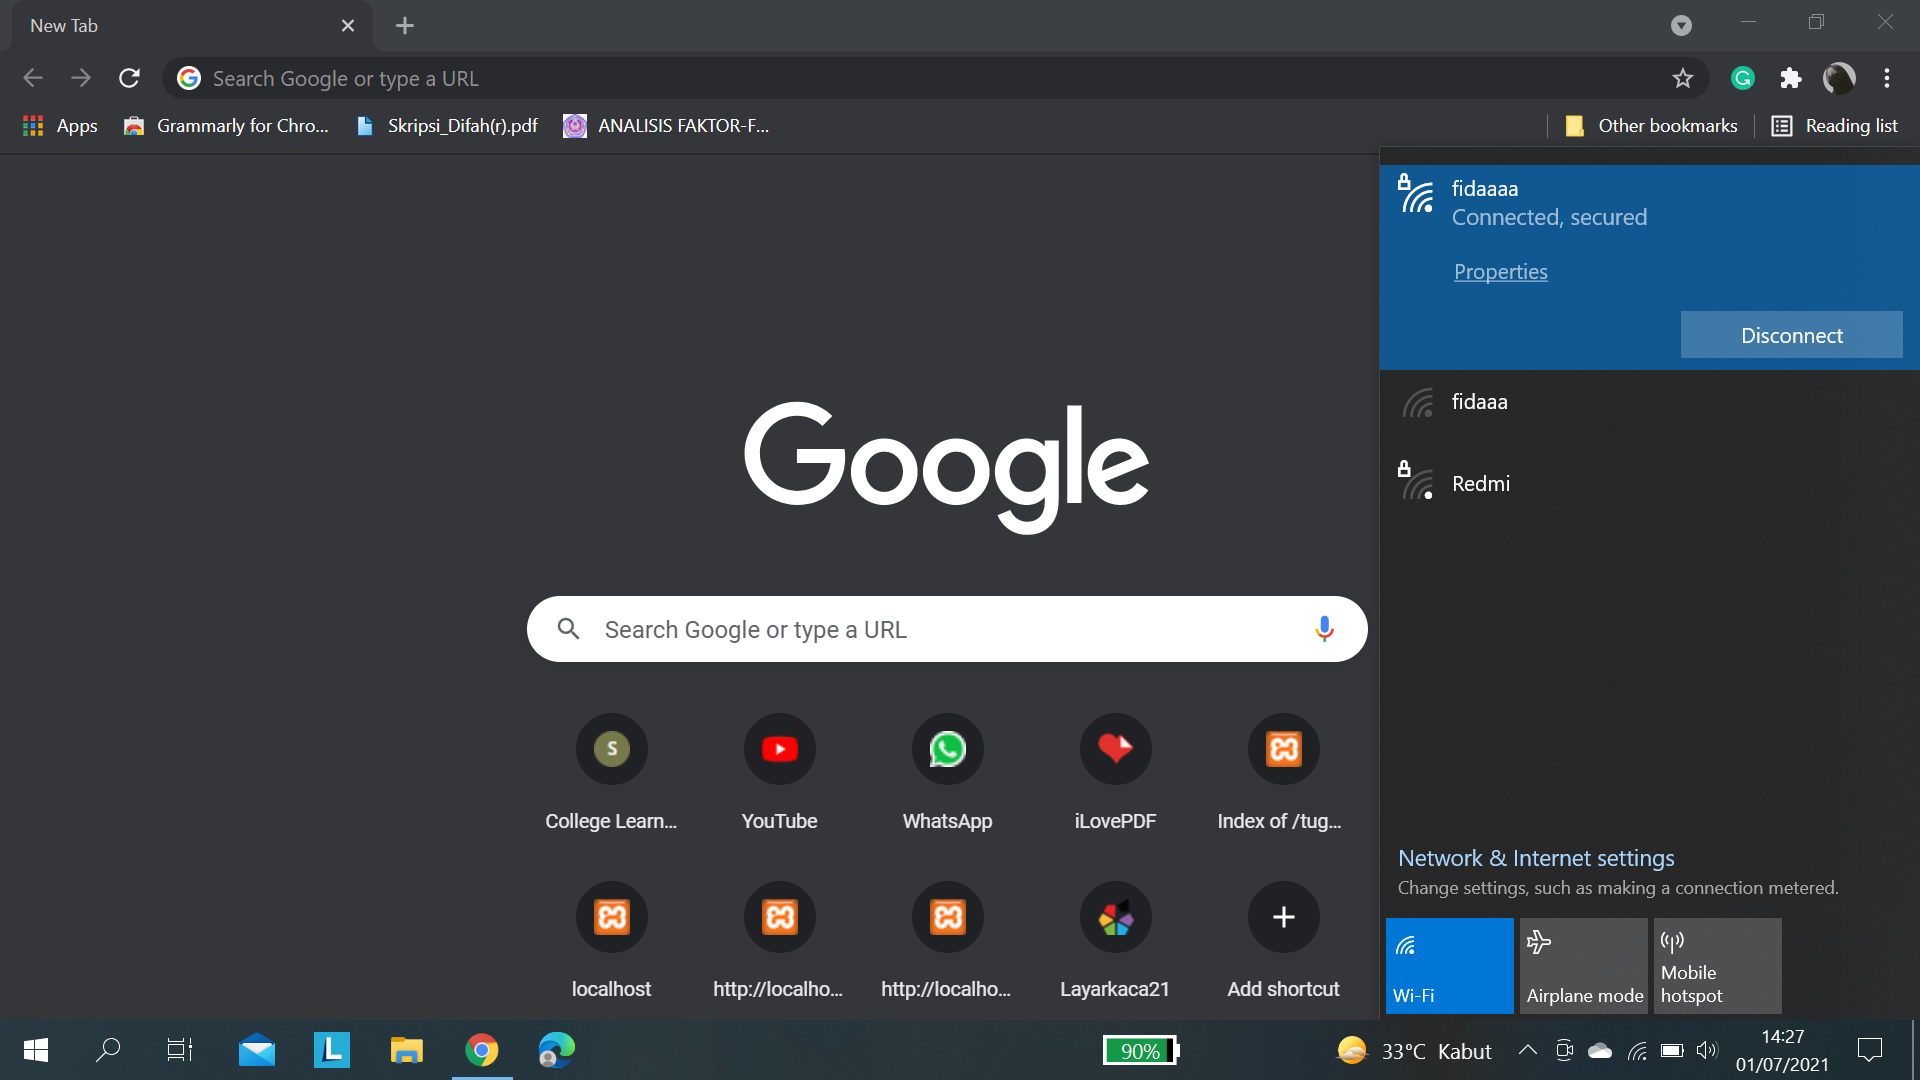 New Tab
Search Google or type a URL
Apps
Grammarly for Chro...
Skripsi_Difah(r).pdf
ANALISIS FAKTOR-F...
Other bookmarks
Reading list
fidaaaa
Connected, secured
Properties
Disconnect
fidaaa
Redmi
Google
Search Google or type a URL
S
College Learn...
YouTube
WhatsApp
iLovePDF
Index of /tug...
localhost
http://localho...
http://localho...
Layarkaca21
Add shortcut
Network & Internet settings
Change settings, such as making a connection metered.
Wi-Fi
Airplane mode
Mobile
hotspot
L
90%
33°C Kabut
14:27
01/07/2021